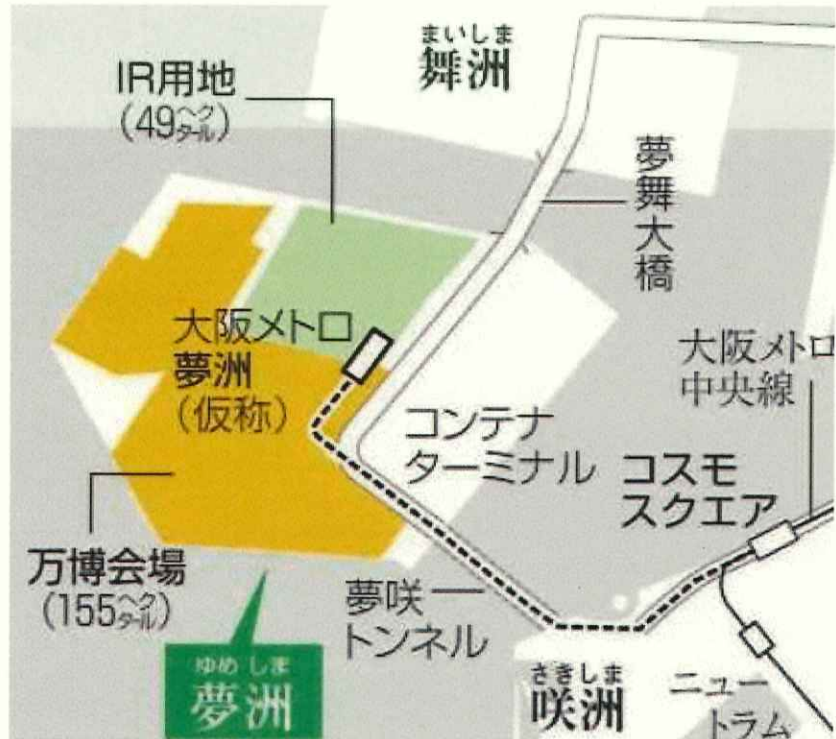 まいしま
舞洲
IR用地
(49ヘクタール)
夢舞大橋
大阪メトロ
夢洲
(仮称)
大阪メトロ
中央線
コンテナ
ターミナル
コスモ
スクエア
万博会場
(155ヘクタール)
夢咲
トンネル
ゆめしま
夢洲
さきしま
咲洲
ニュー
トラム